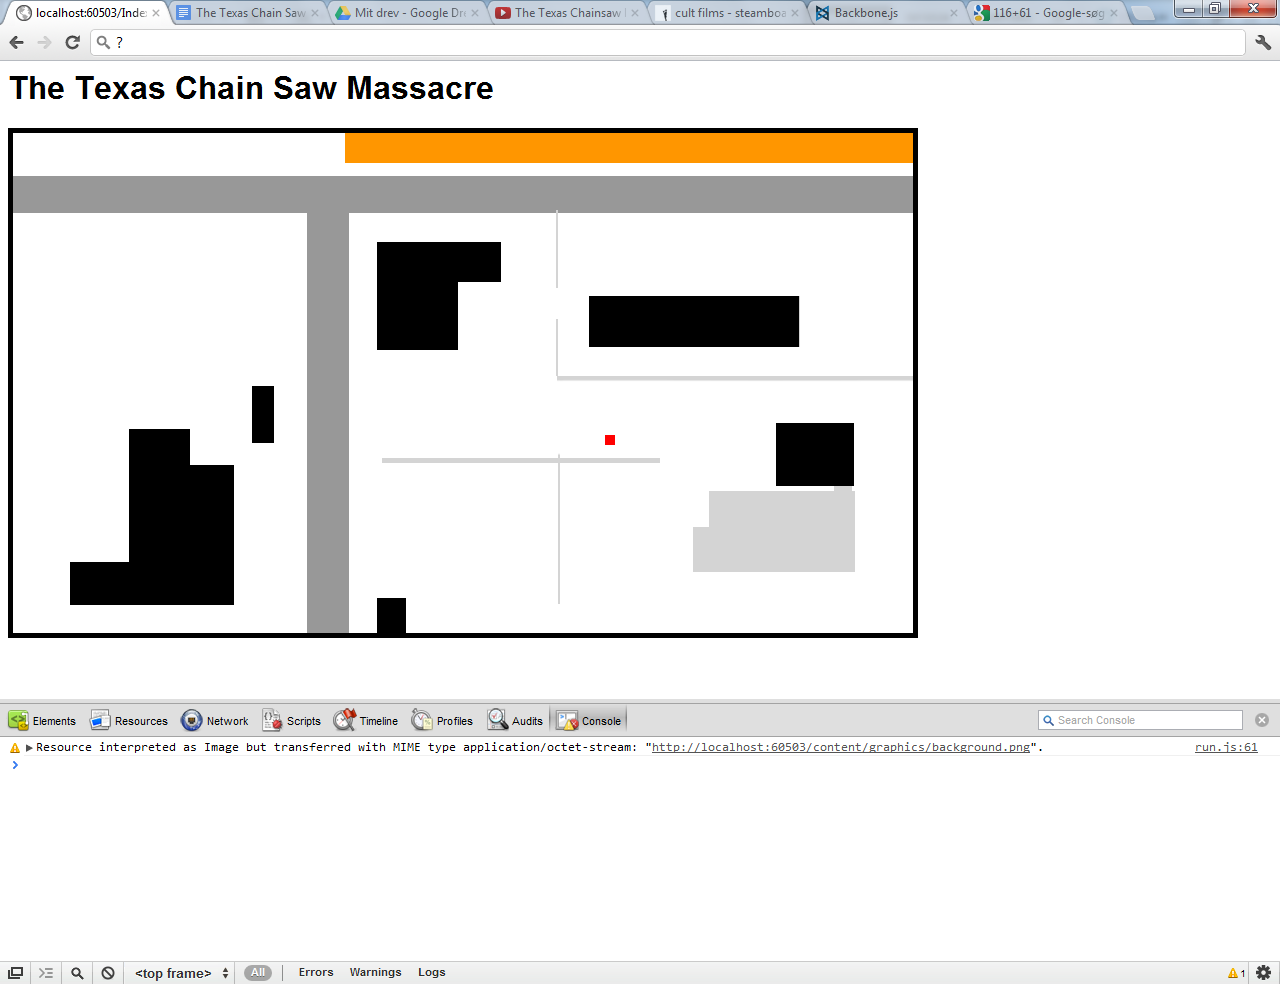 localhost:60503/Inde
The Texas Chain Saw
Mit drev - Google Dr
The Texas Chainsaw
cult films - steamboa
Backbone.js
116+61 - Google-søg
?
The Texas Chain Saw Massacre
Elements
Resources
Network
Scripts
Timeline
Profiles
Audits
Console
Search Console
Resource interpreted as Image but transferred with MIME type application/octet-stream: "http://localhost:60503/content/graphics/background.png".
run.js:61
<top frame>
All
Errors
Warnings
Logs
1